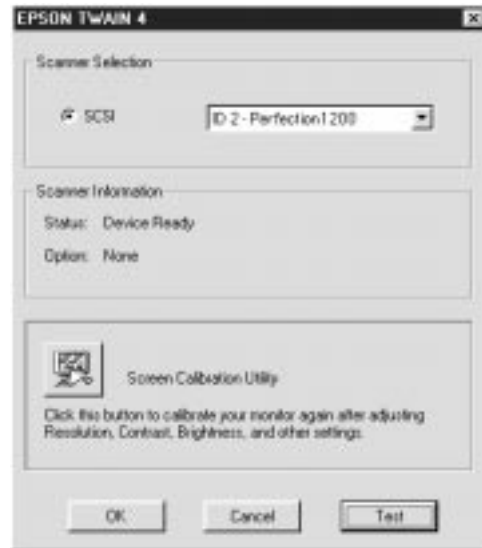 EPSON TWAIN 4
Scanner Selection
SCSI
ID 2 - Perfection1200
Scanner Information
Status: Device Ready
Option: None
Screen Calibration Utility
Click this button to calibrate your monitor again after adjusting
Resolution, Contrast, Brightness, and other settings.
OK
Cancel
Test